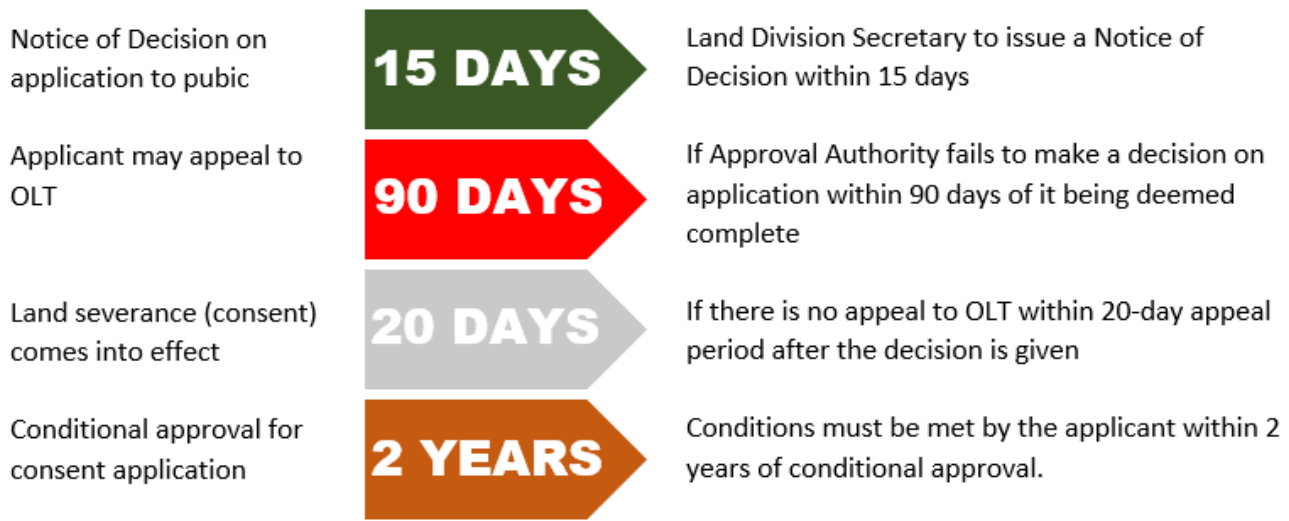 Notice of Decision on
application to pubic
15 DAYS
Land Division Secretary to issue a Notice of
Decision within 15 days
Applicant may appeal to
OLT
90 DAYS
If Approval Authority fails to make a decision on
application within 90 days of it being deemed
complete
Land severance (consent)
comes into effect
20 DAYS
If there is no appeal to OLT within 20-day appeal
period after the decision is given
Conditional approval for
consent application
2 YEARS
Conditions must be met by the applicant within 2
years of conditional approval.